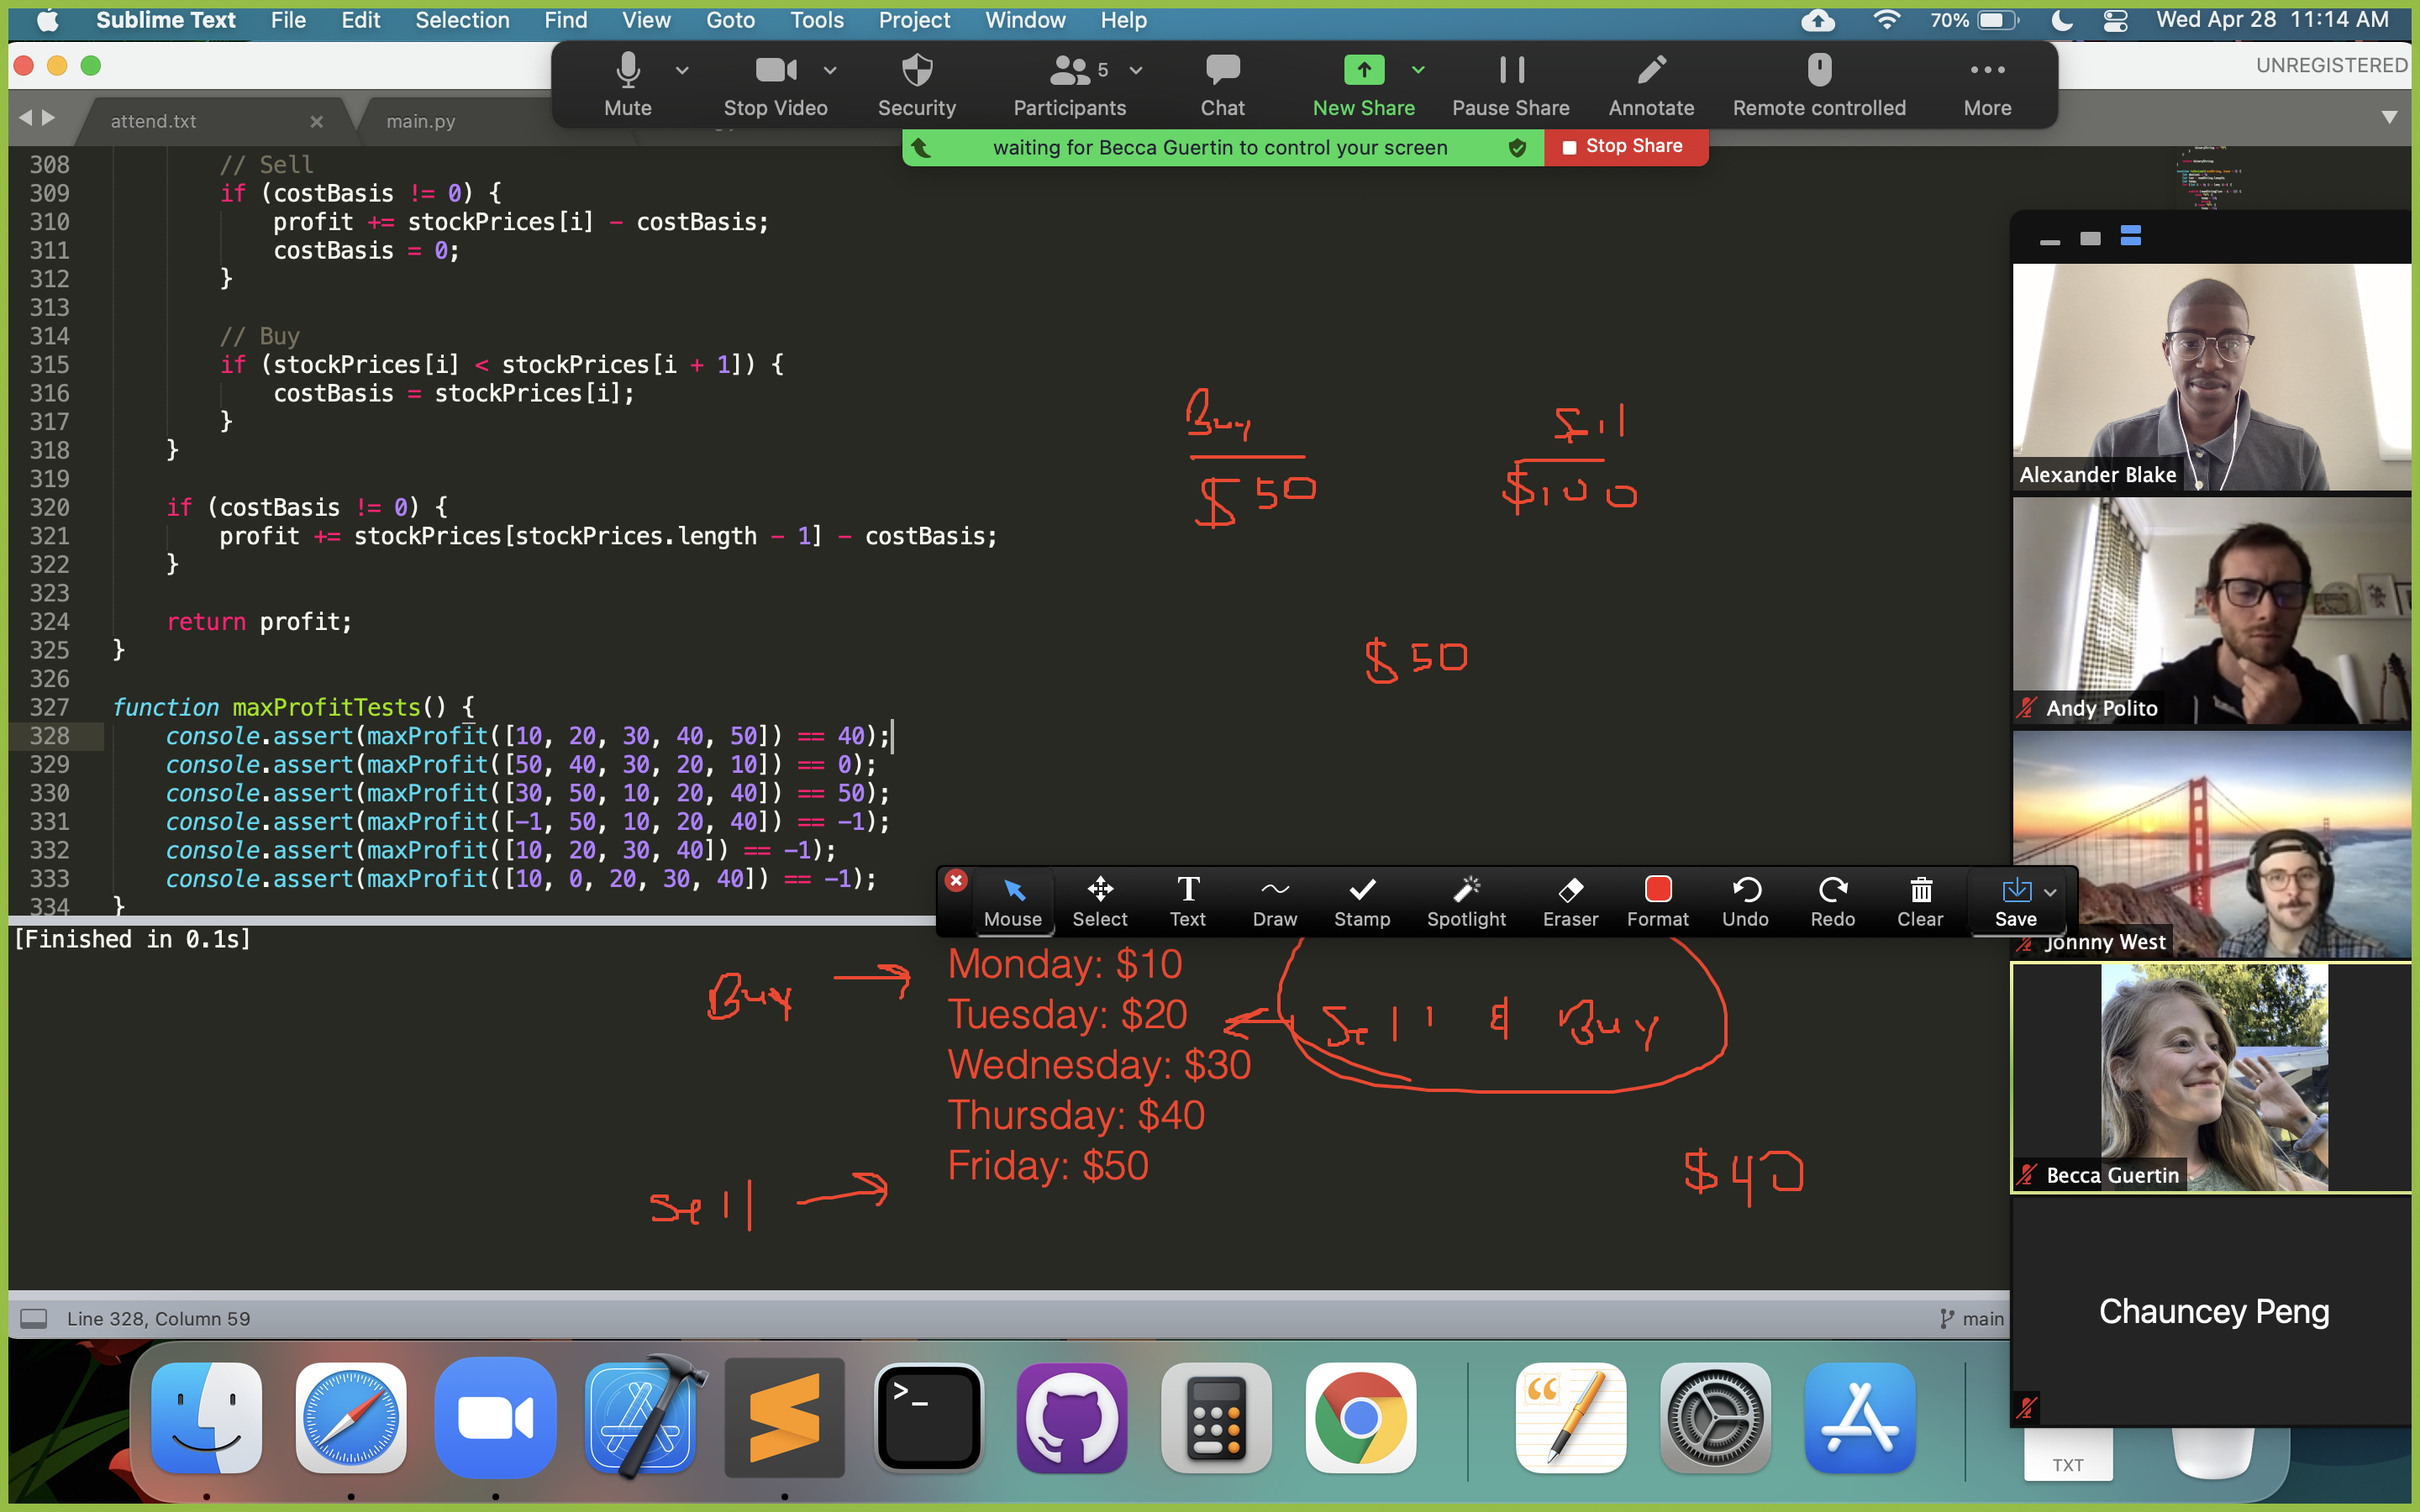 Sublime Text File Edit Selection Find View Goto Tools Project Window Help 70% Wed Apr 28 11:14 AM
UNREGISTERED
Mute Stop Video Security Participants 5 Chat New Share Pause Share Annotate Remote controlled More
attend.txt main.py
waiting for Becca Guertin to control your screen Stop Share
308 // Sell
309 if (costBasis != 0) {
310 profit += stockPrices[i] - costBasis;
311 costBasis = 0;
312 }
313
314 // Buy
315 if (stockPrices[i] < stockPrices[i + 1]) {
316 costBasis = stockPrices[i];
317 }
318 }
319
320 if (costBasis != 0) {
321 profit += stockPrices[stockPrices.length - 1] - costBasis;
322 }
323
324 return profit;
325 }
326
327 function maxProfitTests() {
328 console.assert(maxProfit([10, 20, 30, 40, 50]) == 40);
329 console.assert(maxProfit([50, 40, 30, 20, 10]) == 0);
330 console.assert(maxProfit([30, 50, 10, 20, 40]) == 50);
331 console.assert(maxProfit([-1, 50, 10, 20, 40]) == -1);
332 console.assert(maxProfit([10, 20, 30, 40]) == -1);
333 console.assert(maxProfit([10, 0, 20, 30, 40]) == -1);
334 }
Buy Sell
$50 $100
$50
Mouse Select Text Draw Stamp Spotlight Eraser Format Undo Redo Clear Save
[Finished in 0.1s]
Buy
Monday: $10
Tuesday: $20
Wednesday: $30
Thursday: $40
Friday: $50
Sell & Buy
Sell
$40
Alexander Blake
Andy Polito
Jonny West
Becca Guertin
Chauncey Peng
Line 328, Column 59 main
TXT